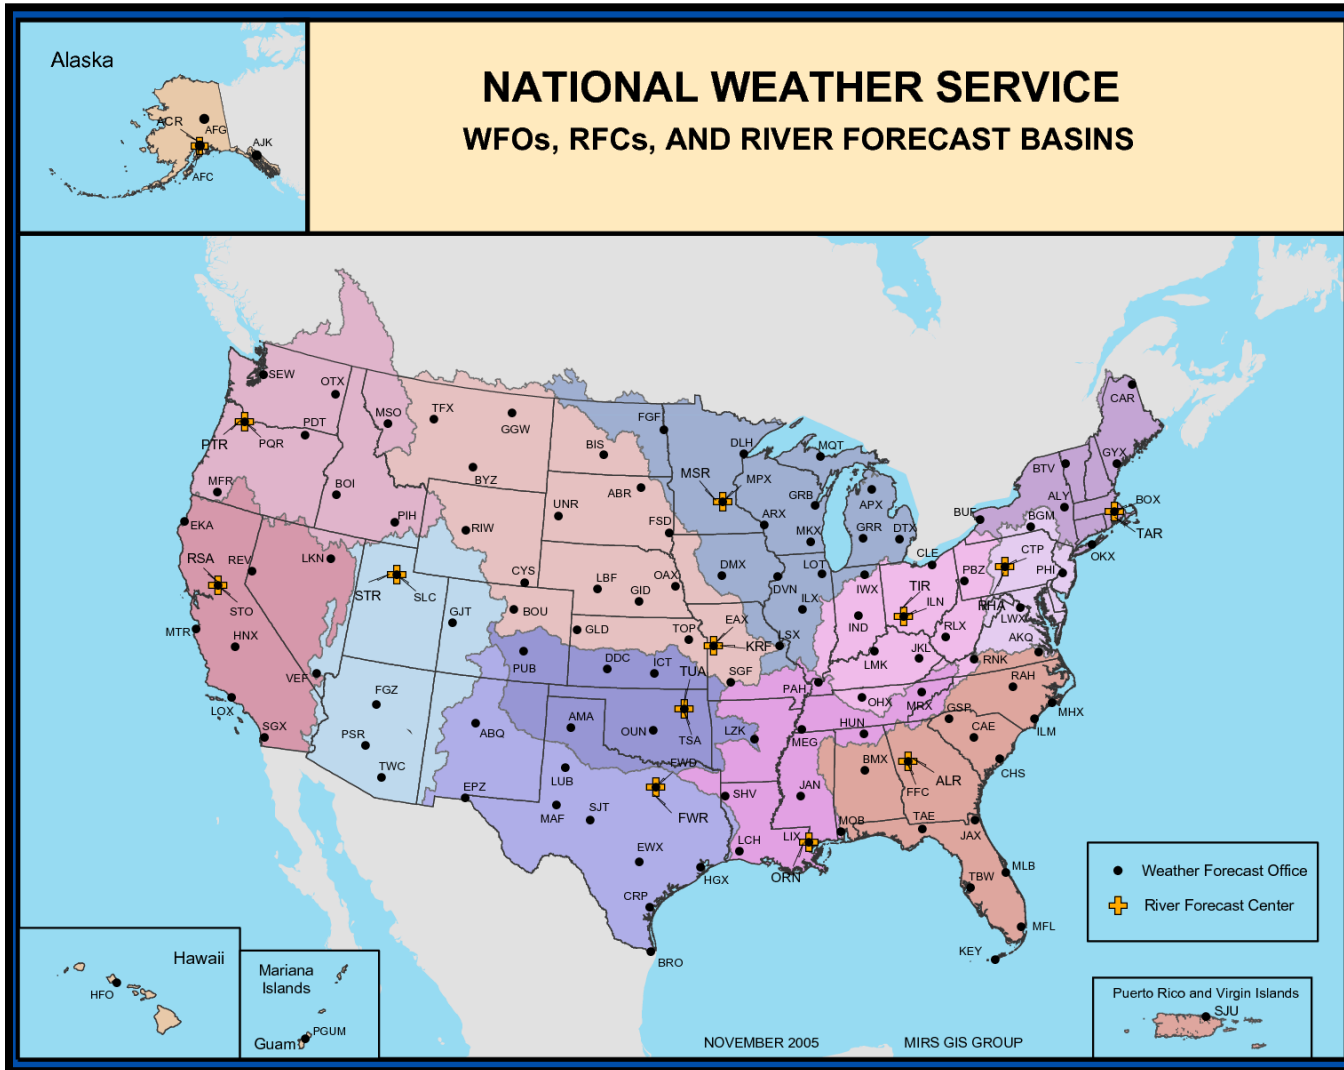 Alaska
ACR
AFG
AJK
AFC
NATIONAL WEATHER SERVICE
WFOs, RFCs, AND RIVER FORECAST BASINS
SEW
OTX
PTR
PQR
PDT
MSO
TFX
GGW
BIS
FGF
DLH
MQT
CAR
MFR
BOI
PIH
BYZ
UNR
ABR
MSR
MPX
GRB
APX
BTV
GYX
EKA
RSA
REV
LKN
RIW
FSD
ARX
MKX
GRR
DTX
BUF
BGM
ALY
BOX
TAR
STO
STR
SLC
GJT
CYS
LBF
GID
OAX
DMX
DVN
LOT
ILX
IWX
CLE
PBZ
CTP
PHI
OKX
MTR
HNX
BOU
GLD
TOP
EAX
KRF
LSX
IND
TIR
ILN
RLX
RHA
LWX
AKQ
VEF
LOX
SGX
FGZ
PSR
TWC
PUB
DDC
ICT
TUA
SGF
PAH
LMK
JKL
RNK
RAH
MHX
ABQ
AMA
OUN
TSA
LZK
MEG
OHX
MRX
HUN
GSP
CAE
ILM
CHS
EPZ
LUB
MAF
SJT
EWD
FWR
SHV
JAN
BMX
FFC
ALR
EWX
CRP
HGX
BRO
LCH
LIX
ORN
MOB
TAE
JAX
TBW
MLB
MFL
KEY
Weather Forecast Office
River Forecast Center
Hawaii
HFO
Mariana
Islands
PGUM
Guam
Puerto Rico and Virgin Islands
SJU
NOVEMBER 2005
MIRS GIS GROUP